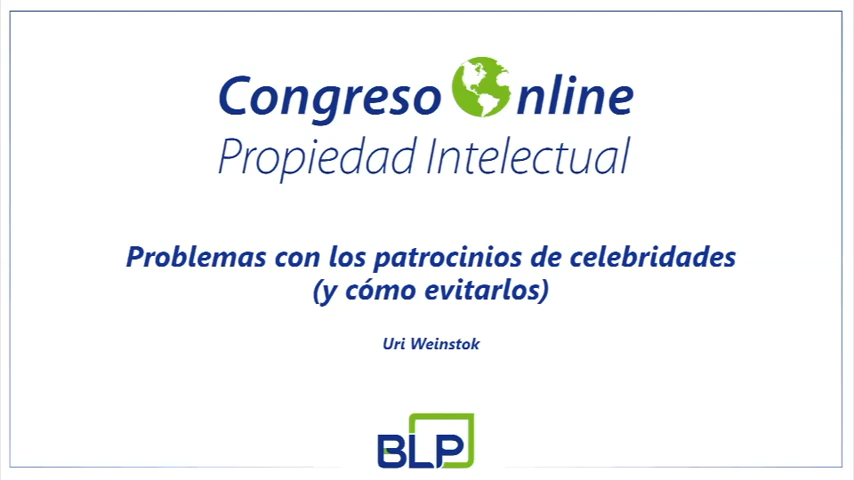 Congreso Online
Propiedad Intelectual
Problemas con los patrocinios de celebridades
(y cómo evitarlos)
Uri Weinstok
BLP